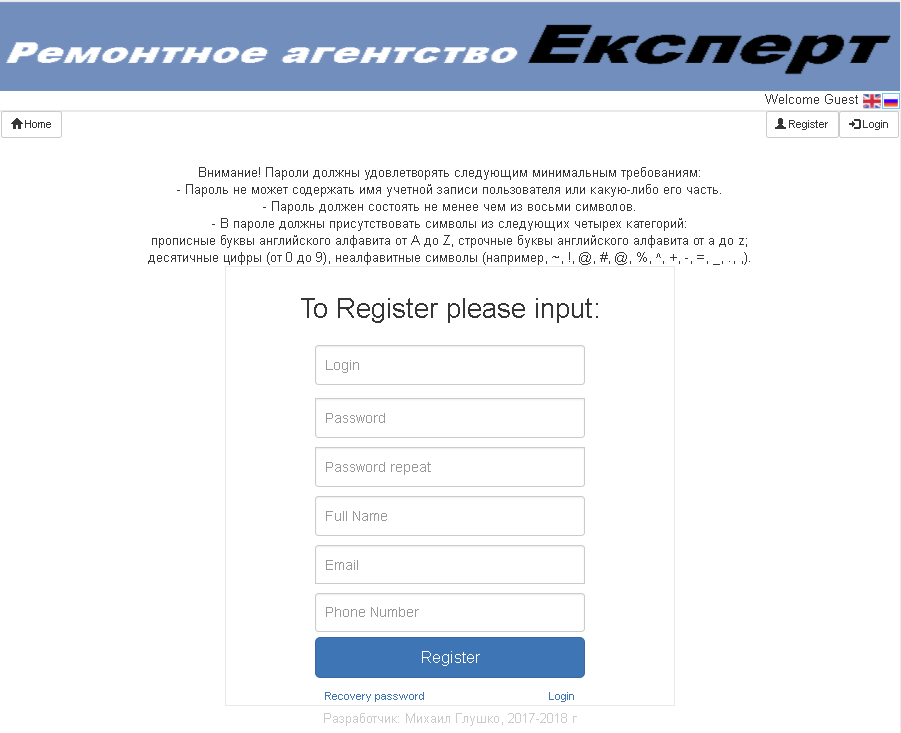 Ремонтное агентство Експерт
Welcome Guest
Home
Register
Login
Внимание! Пароли должны удовлетворять следующим минимальным требованиям:
- Пароль не может содержать имя учетной записи пользователя или какую-либо его часть.
- Пароль должен состоять не менее чем из восьми символов.
- В пароле должны присутствовать символы из следующих четырех категорий:
прописные буквы английского алфавита от A до Z, строчные буквы английского алфавита от a до z;
десятичные цифры (от 0 до 9), неалфавитные символы (например, ~, !, @, #, @, %, ^, +, -, =, _, ., ,).
To Register please input:
Login
Password
Password repeat
Full Name
Email
Phone Number
Register
Recovery password
Login
Разработчик: Михаил Глушко, 2017-2018 г